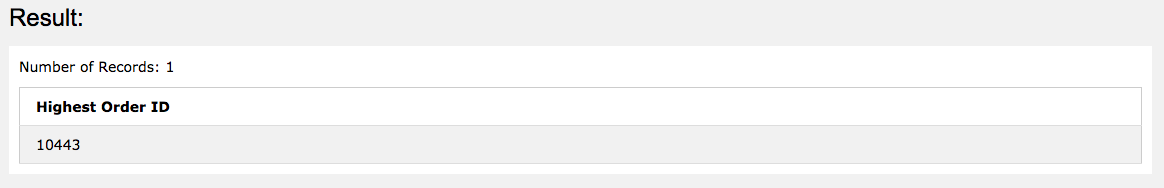 Result:
Number of Records: 1
Highest Order ID
10443